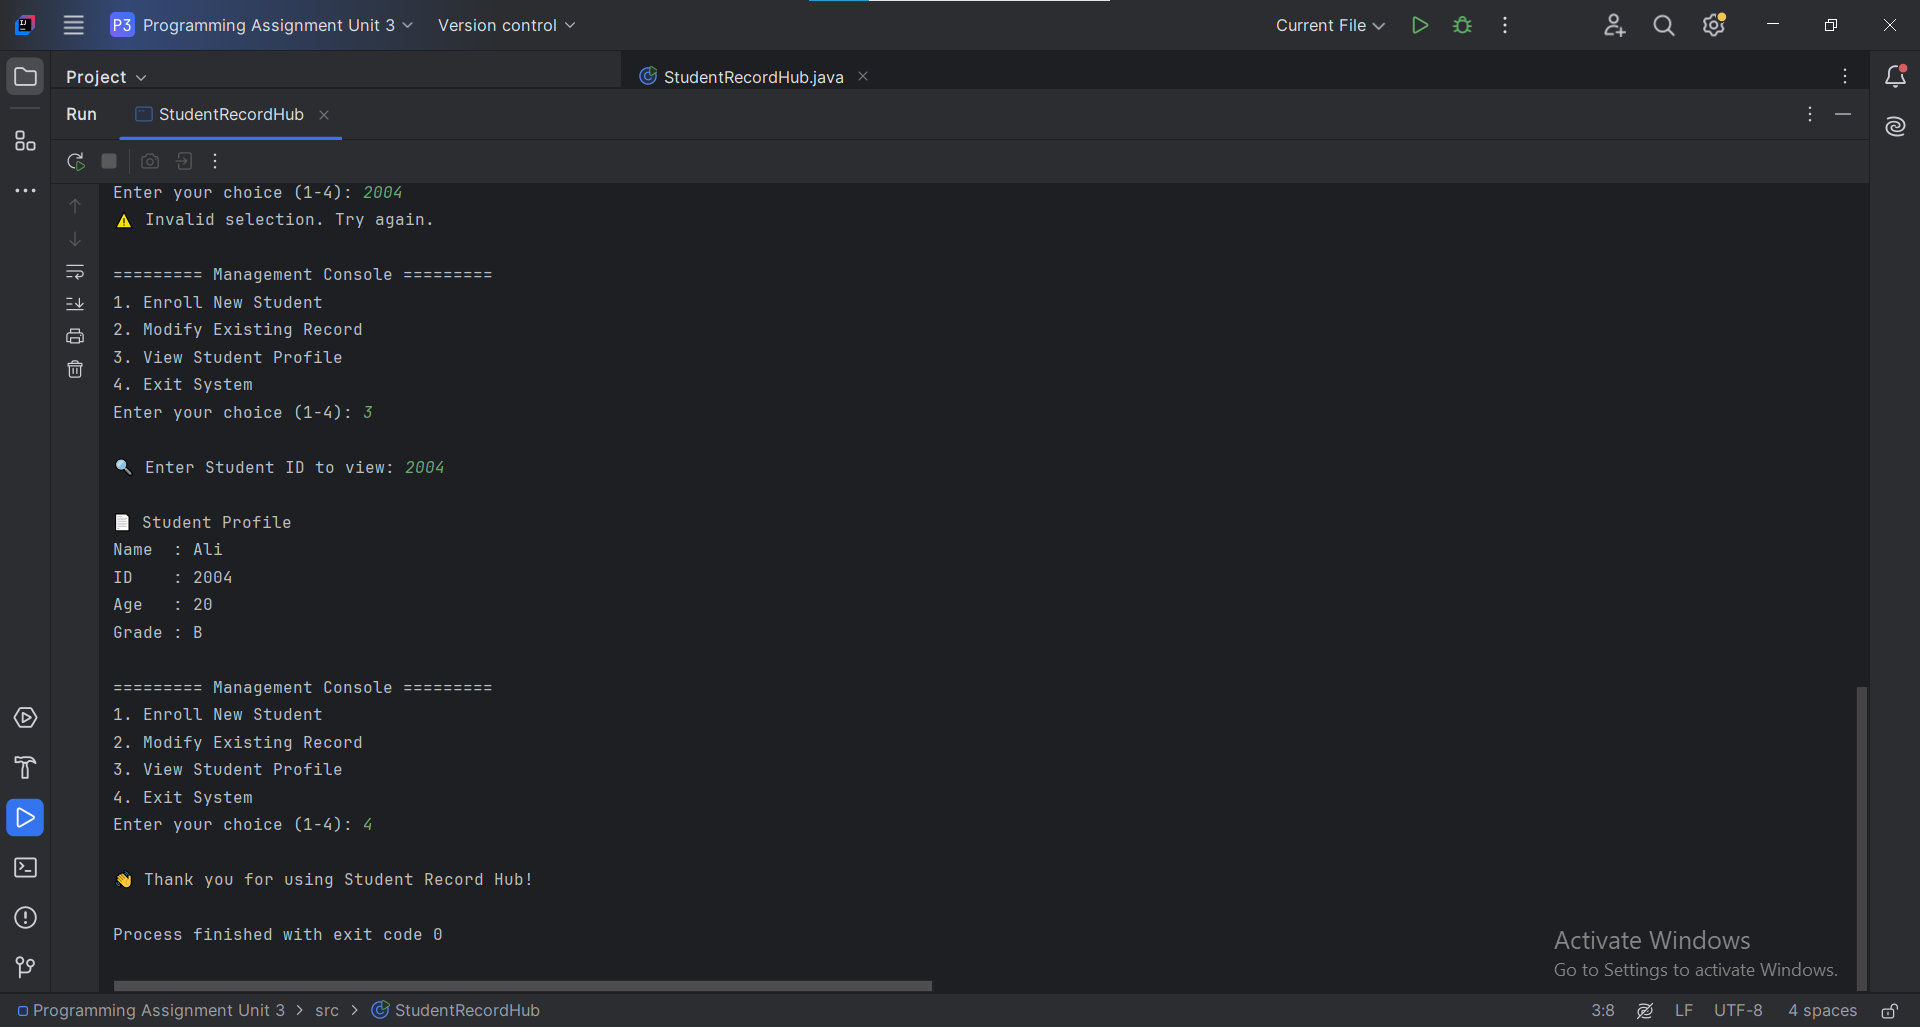 P3 Programming Assignment Unit 3 Version control Current File
Project StudentRecordHub.java
Run StudentRecordHub
Enter your choice (1-4): 2004
⚠ Invalid selection. Try again.
========= Management Console =========
1. Enroll New Student
2. Modify Existing Record
3. View Student Profile
4. Exit System
Enter your choice (1-4): 3
🔍 Enter Student ID to view: 2004
📄 Student Profile
Name  : Ali
ID    : 2004
Age   : 20
Grade : B
========= Management Console =========
1. Enroll New Student
2. Modify Existing Record
3. View Student Profile
4. Exit System
Enter your choice (1-4): 4
👋 Thank you for using Student Record Hub!
Process finished with exit code 0
Activate Windows
Go to Settings to activate Windows.
Programming Assignment Unit 3 > src > StudentRecordHub 3:8 LF UTF-8 4 spaces